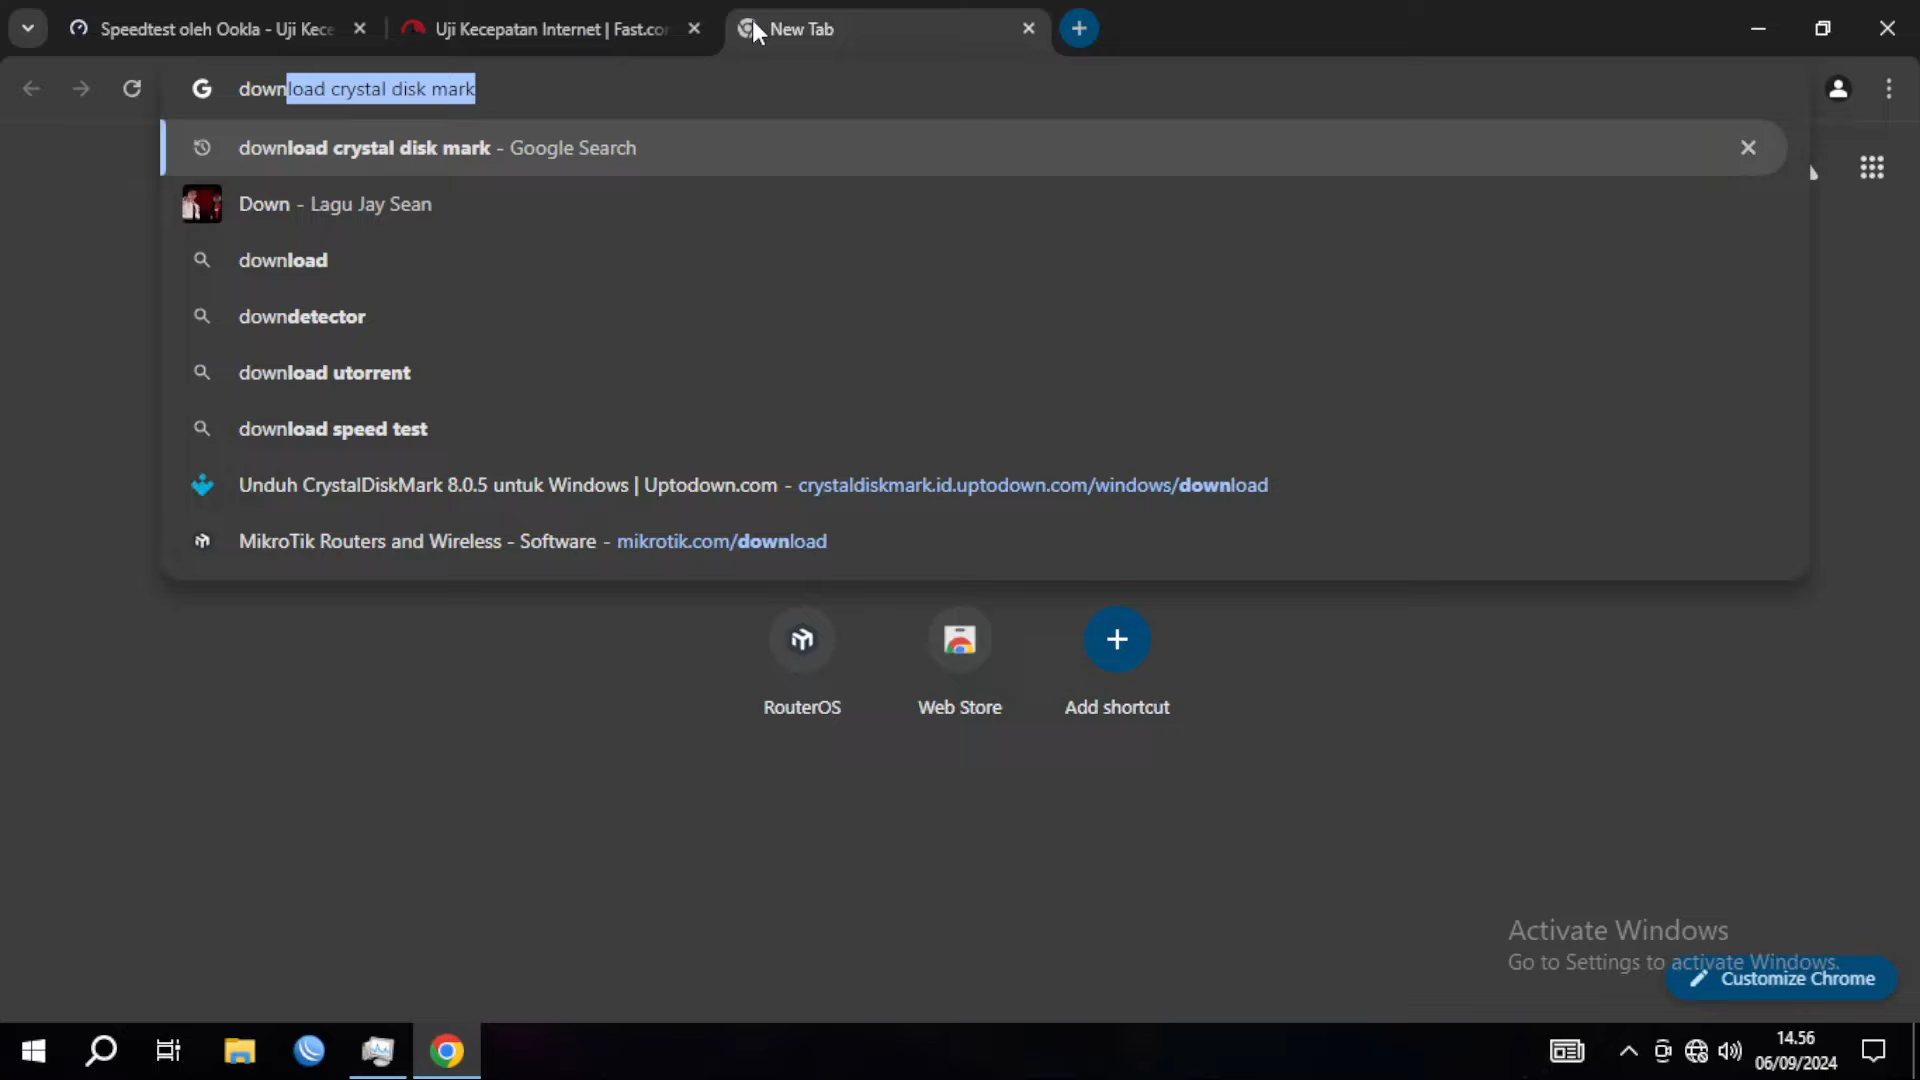 Speedtest oleh Ookla - Uji Kece
Uji Kecepatan Internet | Fast.co
New Tab
download crystal disk mark
download crystal disk mark - Google Search
Down - Lagu Jay Sean
download
downdetector
download utorrent
download speed test
Unduh CrystalDiskMark 8.0.5 untuk Windows | Uptodown.com - crystaldiskmark.id.uptodown.com/windows/download
MikroTik Routers and Wireless - Software - mikrotik.com/download
RouterOS
Web Store
Add shortcut
Activate Windows
Go to Settings to activate Windows.
Customize Chrome
14.56
06/09/2024